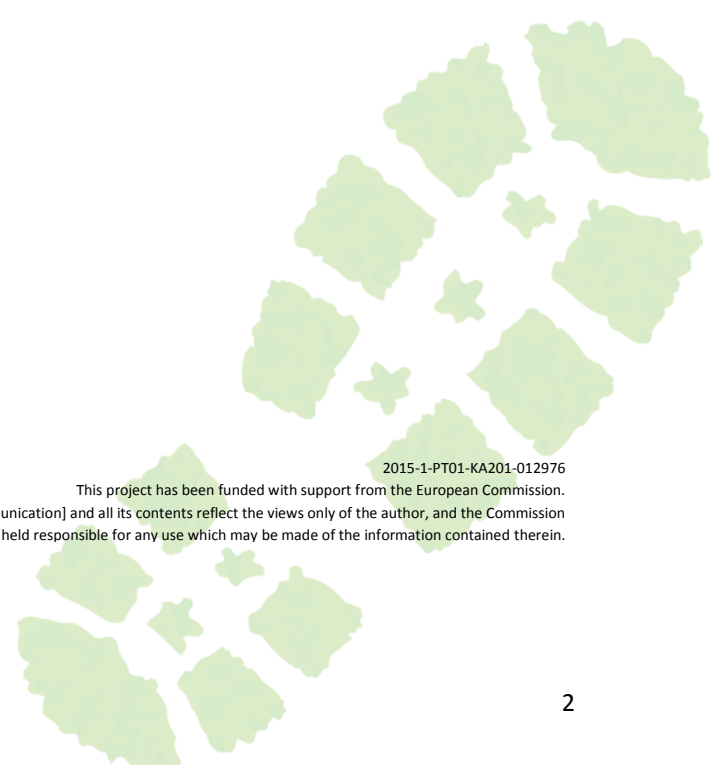 2015-1-PT01-KA201-012976
This project has been funded with support from the European Commission.
unication] and all its contents reflect the views only of the author, and the Commission
held responsible for any use which may be made of the information contained therein.
2